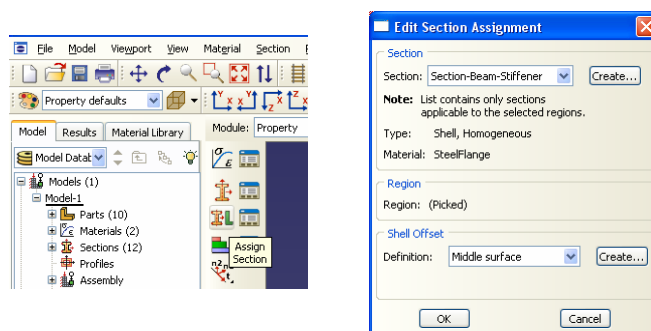 File Model Viewport View Material Section
Property defaults
Model Results Material Library Module: Property
Model Datab
Models (1)
Model-1
Parts (10)
Materials (2)
Sections (12)
Profiles
Assembly
Assign
Section
Edit Section Assignment
Section
Section: Section-Beam-Stiffener Create...
Note: List contains only sections
applicable to the selected regions.
Type: Shell, Homogeneous
Material: SteelFlange
Region
Region: (Picked)
Shell Offset
Definition: Middle surface Create...
OK Cancel